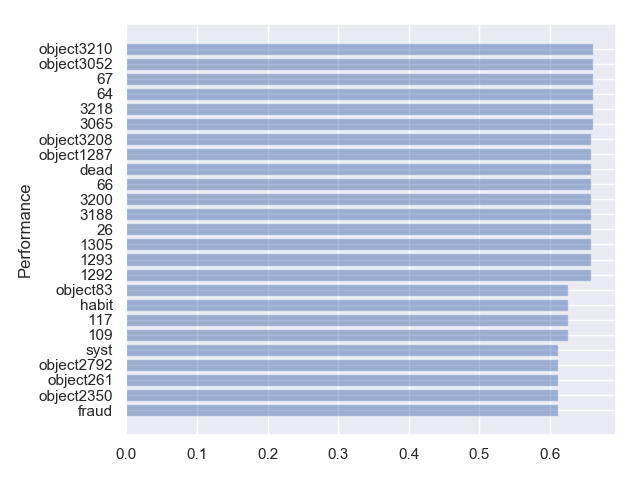 object3210
object3052
67
64
3218
3065
object3208
object1287
dead
66
3200
3188
26
1305
1293
1292
object83
habit
117
109
syst
object2792
object261
object2350
fraud
Performance
0.0 0.1 0.2 0.3 0.4 0.5 0.6